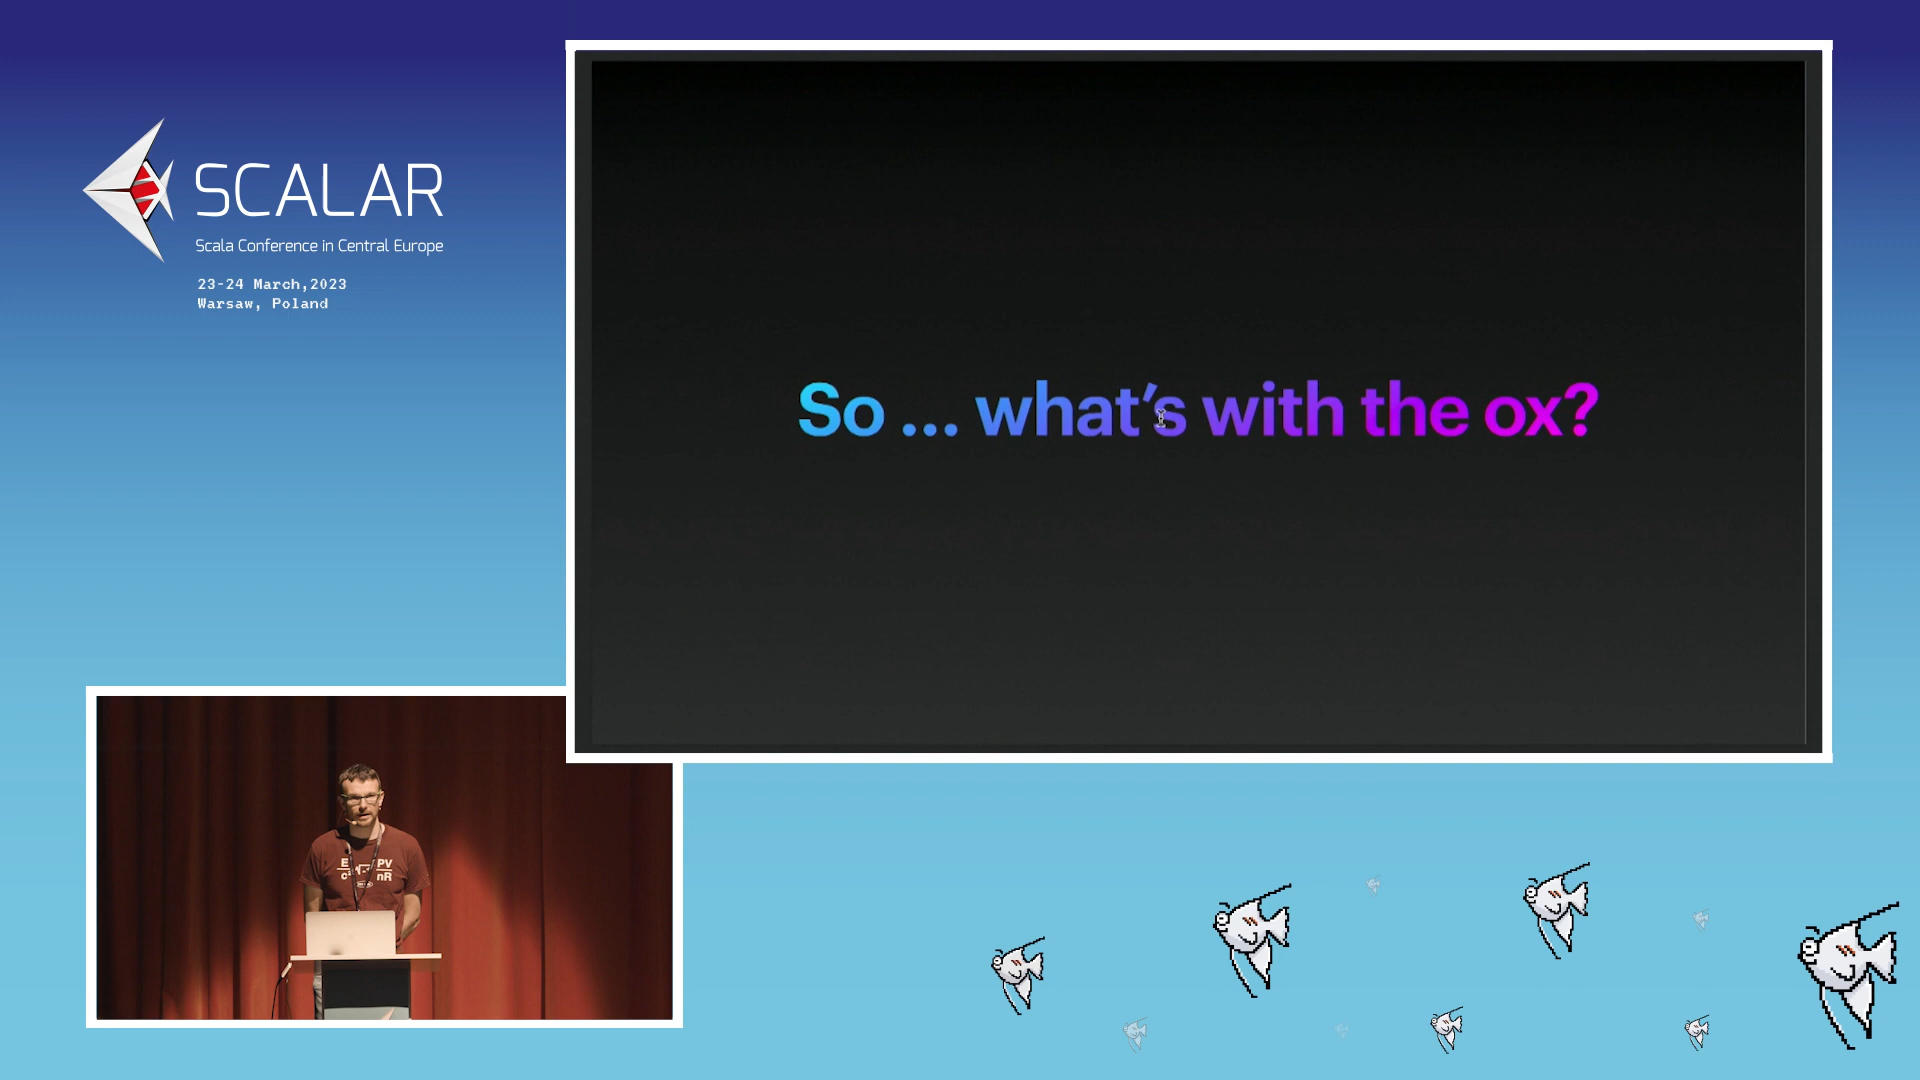 SCALAR
Scala Conference in Central Europe
23-24 March,2023
Warsaw, Poland
So ... what's with the ox?